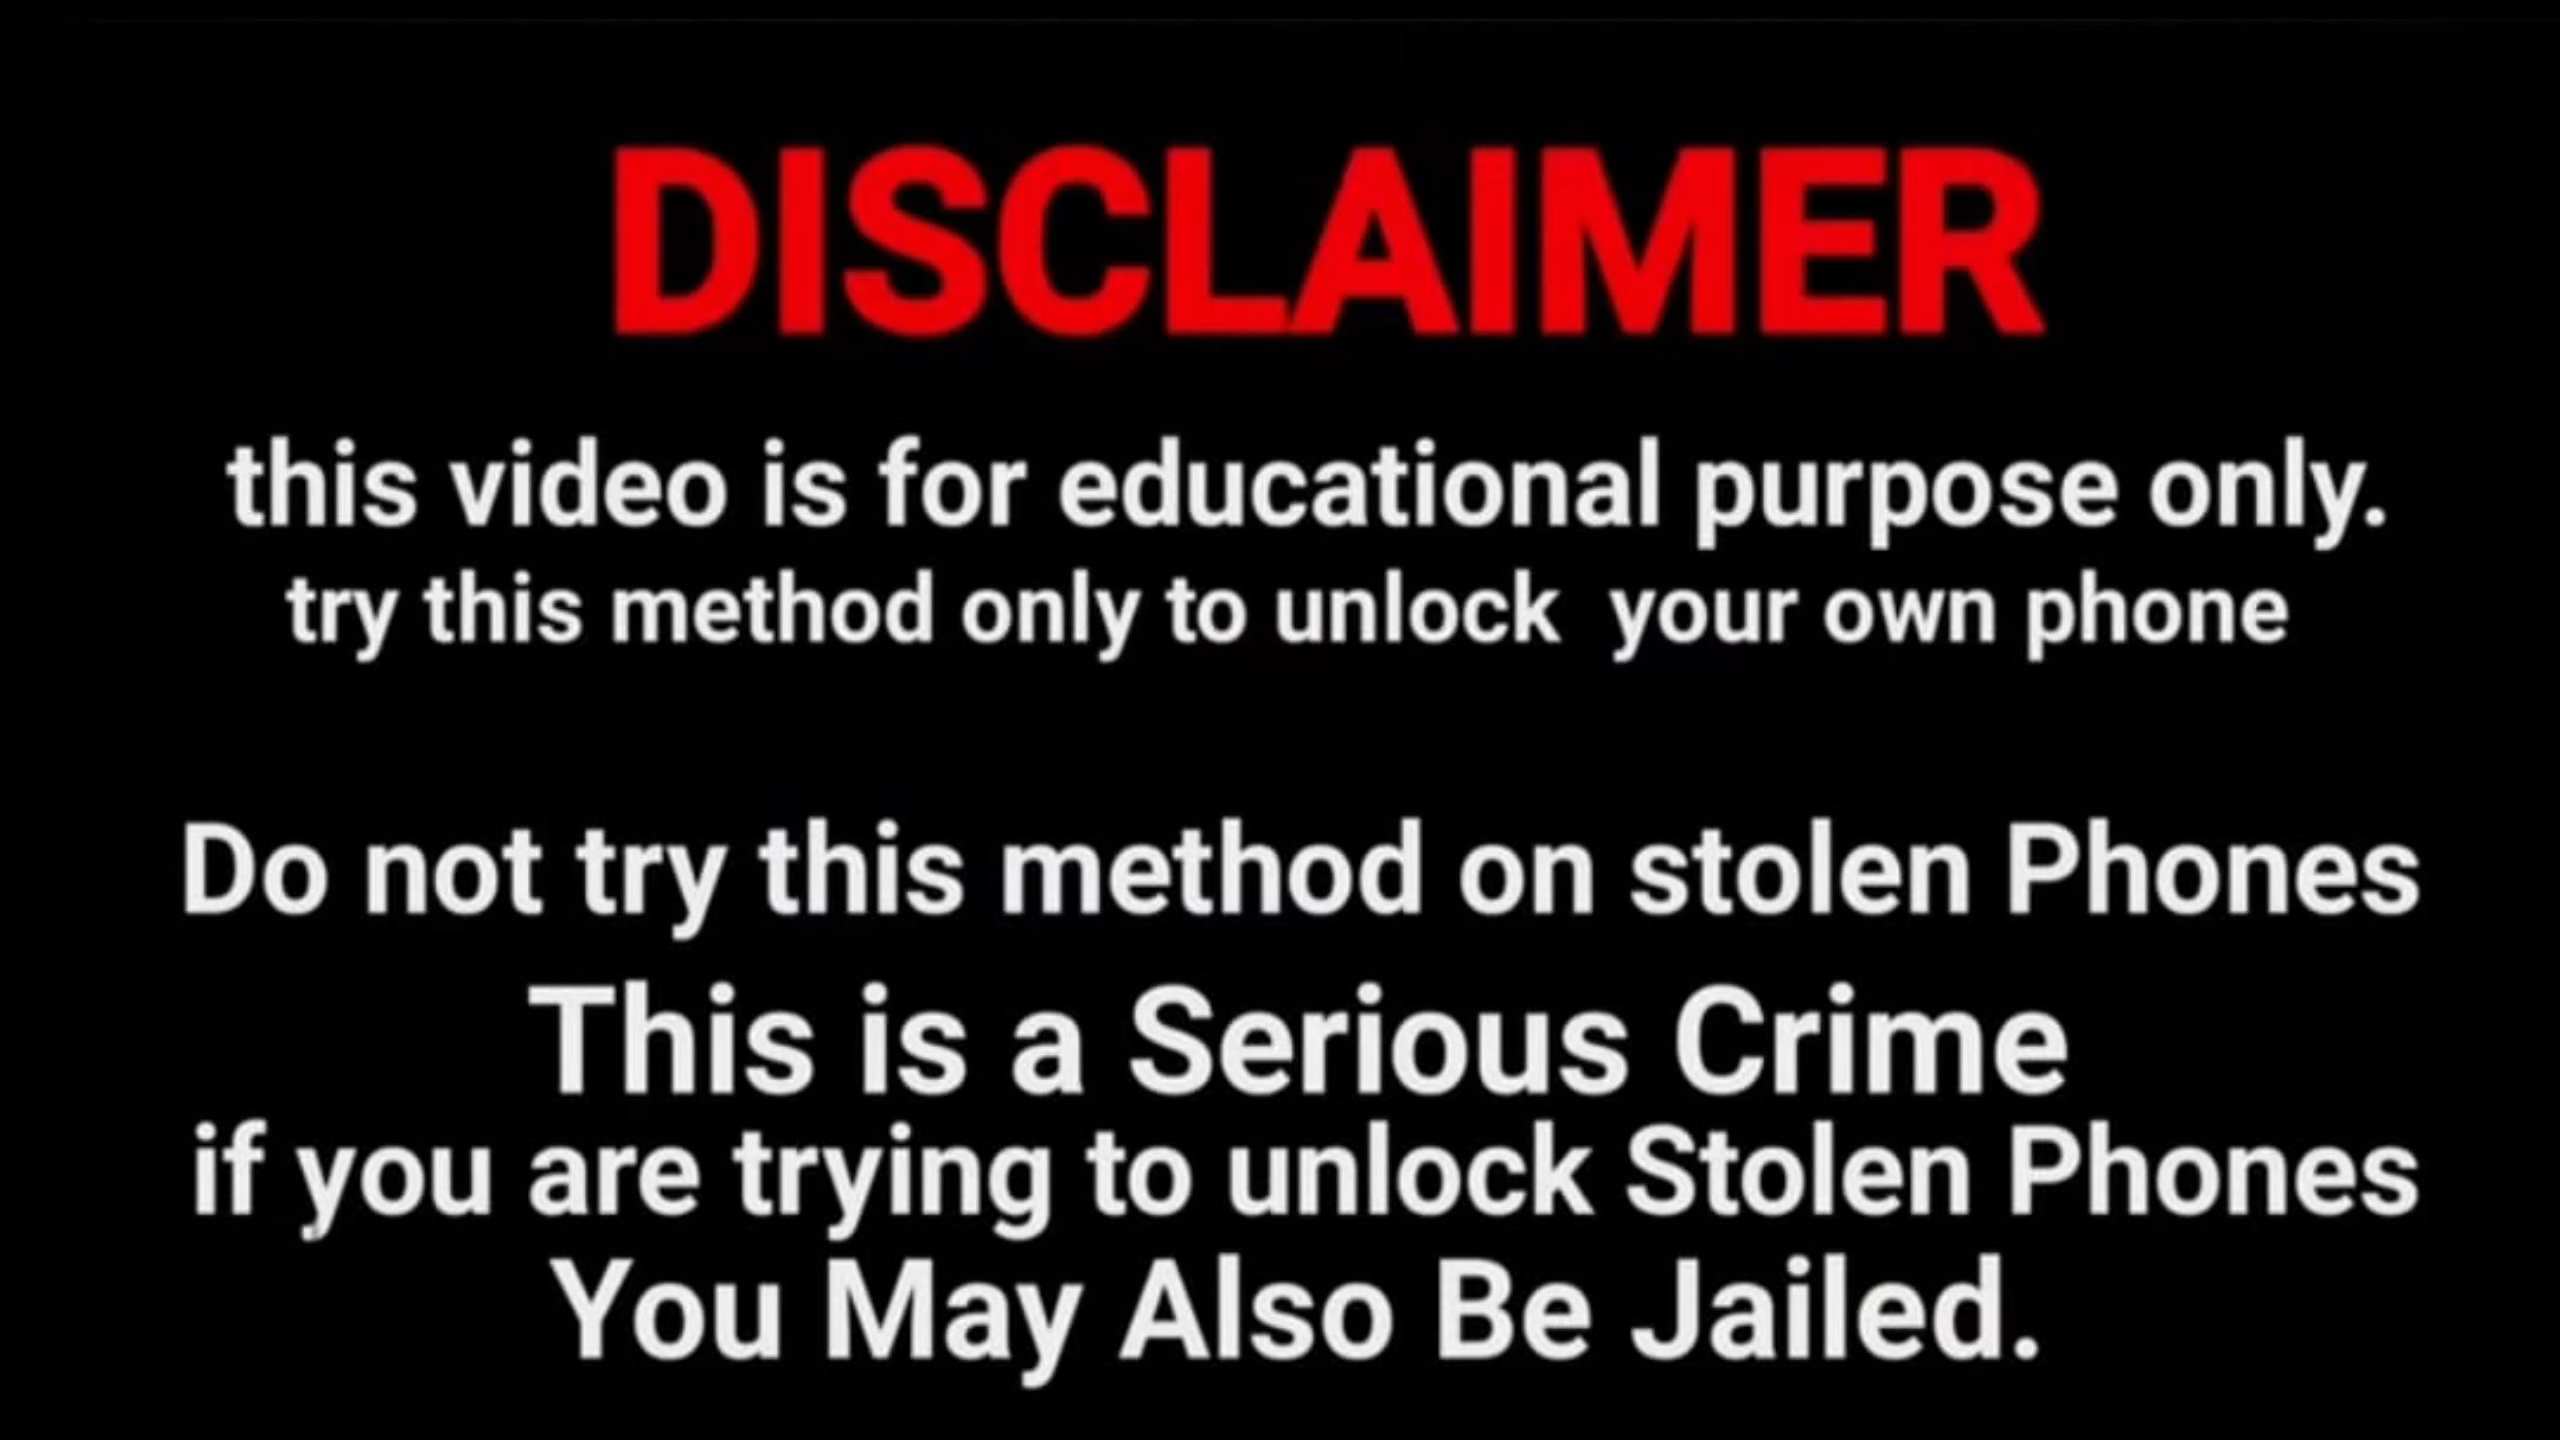 DISCLAIMER
this video is for educational purpose only.
try this method only to unlock  your own phone
Do not try this method on stolen Phones
This is a Serious Crime
if you are trying to unlock Stolen Phones
You May Also Be Jailed.